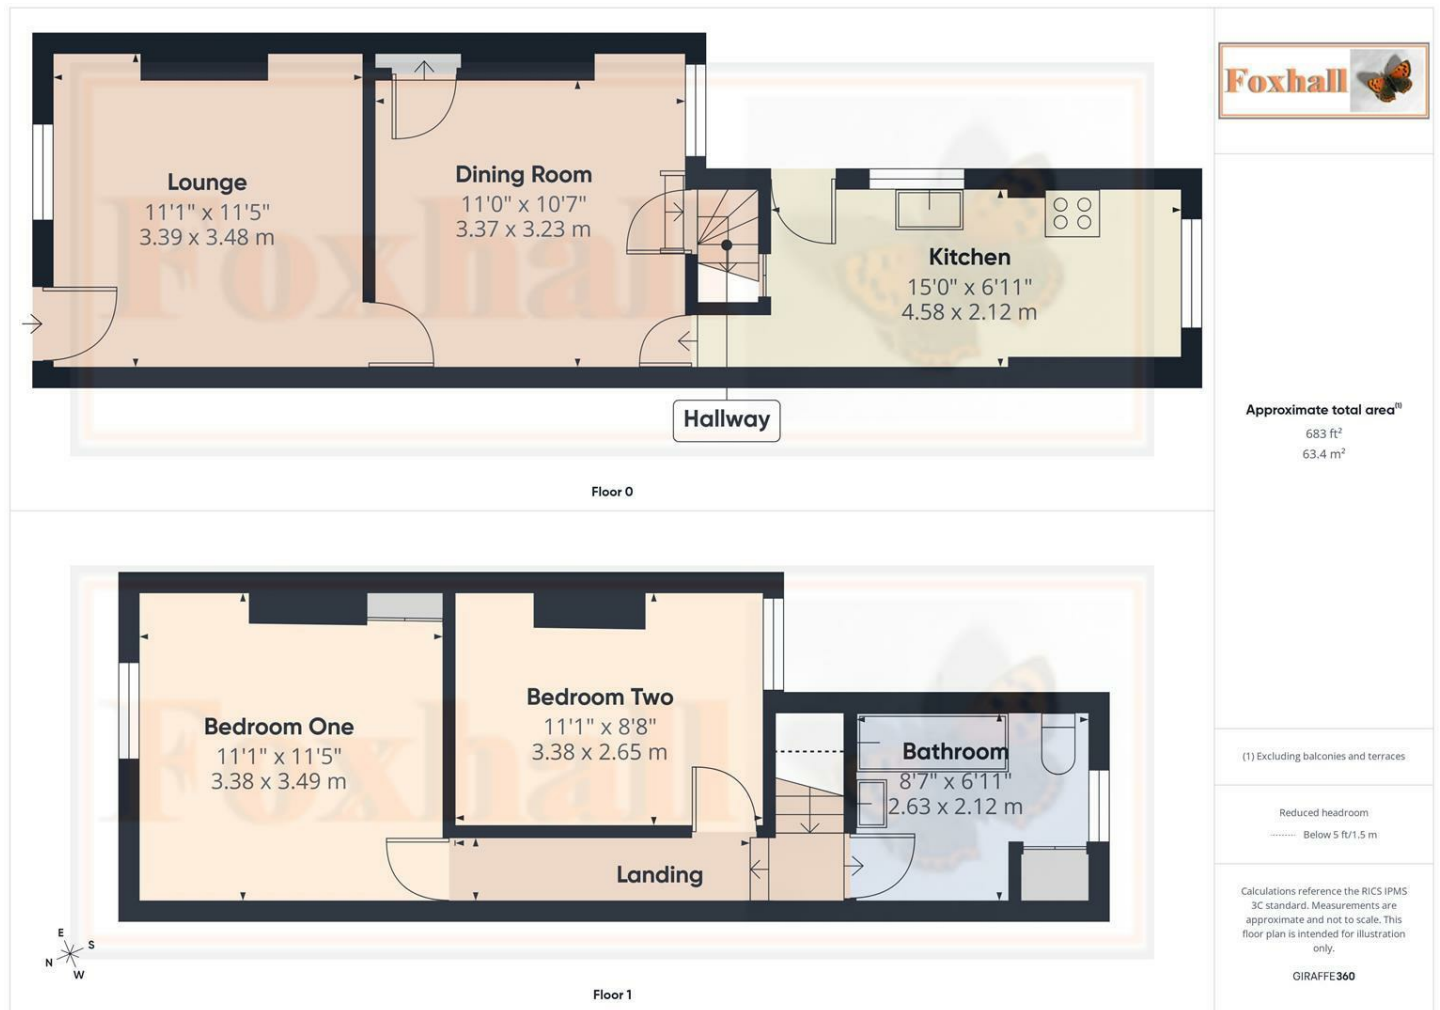 Lounge
11'1" x 11'5"
3.39 x 3.48 m
Dining Room
11'0" x 10'7"
3.37 x 3.23 m
Kitchen
15'0" x 6'11"
4.58 x 2.12 m
Hallway
Floor 0
Foxhall
Foxhall
Approximate total area(1)
683 ft²
63.4 m²
Bedroom One
11'1" x 11'5"
3.38 x 3.49 m
Bedroom Two
11'1" x 8'8"
3.38 x 2.65 m
Bathroom
8'7" x 6'11"
2.63 x 2.12 m
Landing
Foxhall
E
S
N
W
Floor 1
(1) Excluding balconies and terraces
Reduced headroom
Below 5 ft/1.5 m
Calculations reference the RICS IPMS
3C standard. Measurements are
approximate and not to scale. This
floor plan is intended for illustration
only.
GIRAFFE360